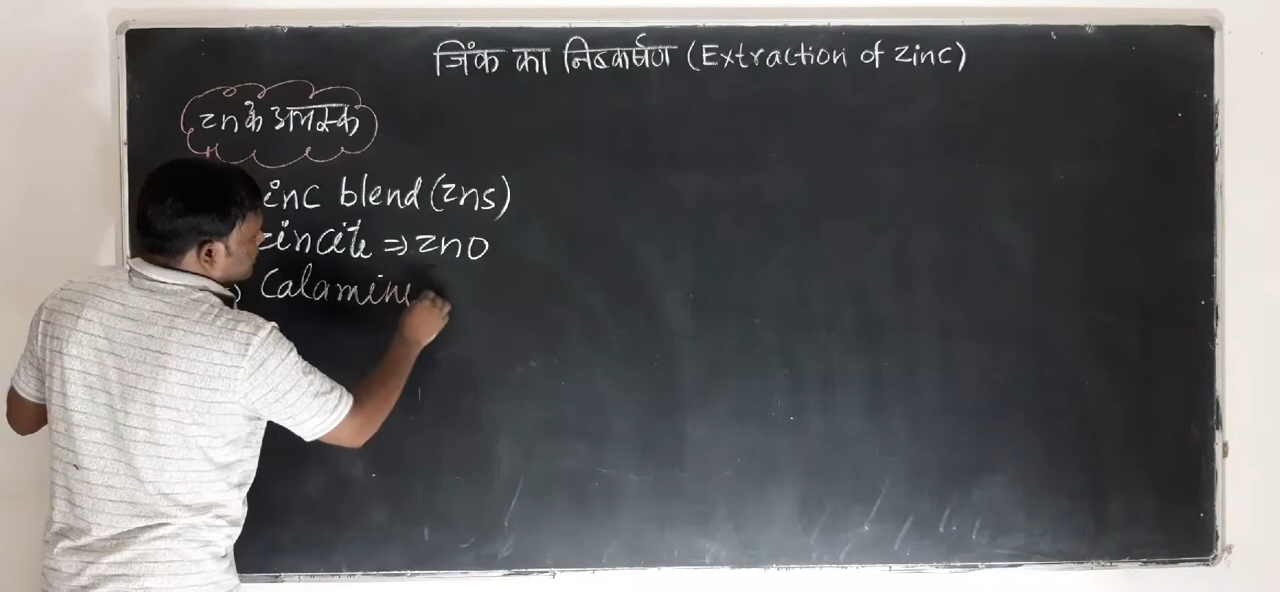 जिंक का निष्कर्षण (Extraction of Zinc)
Zn के अयस्क
inc blend (ZnS)
Zincite ⇒ ZnO
Calamine